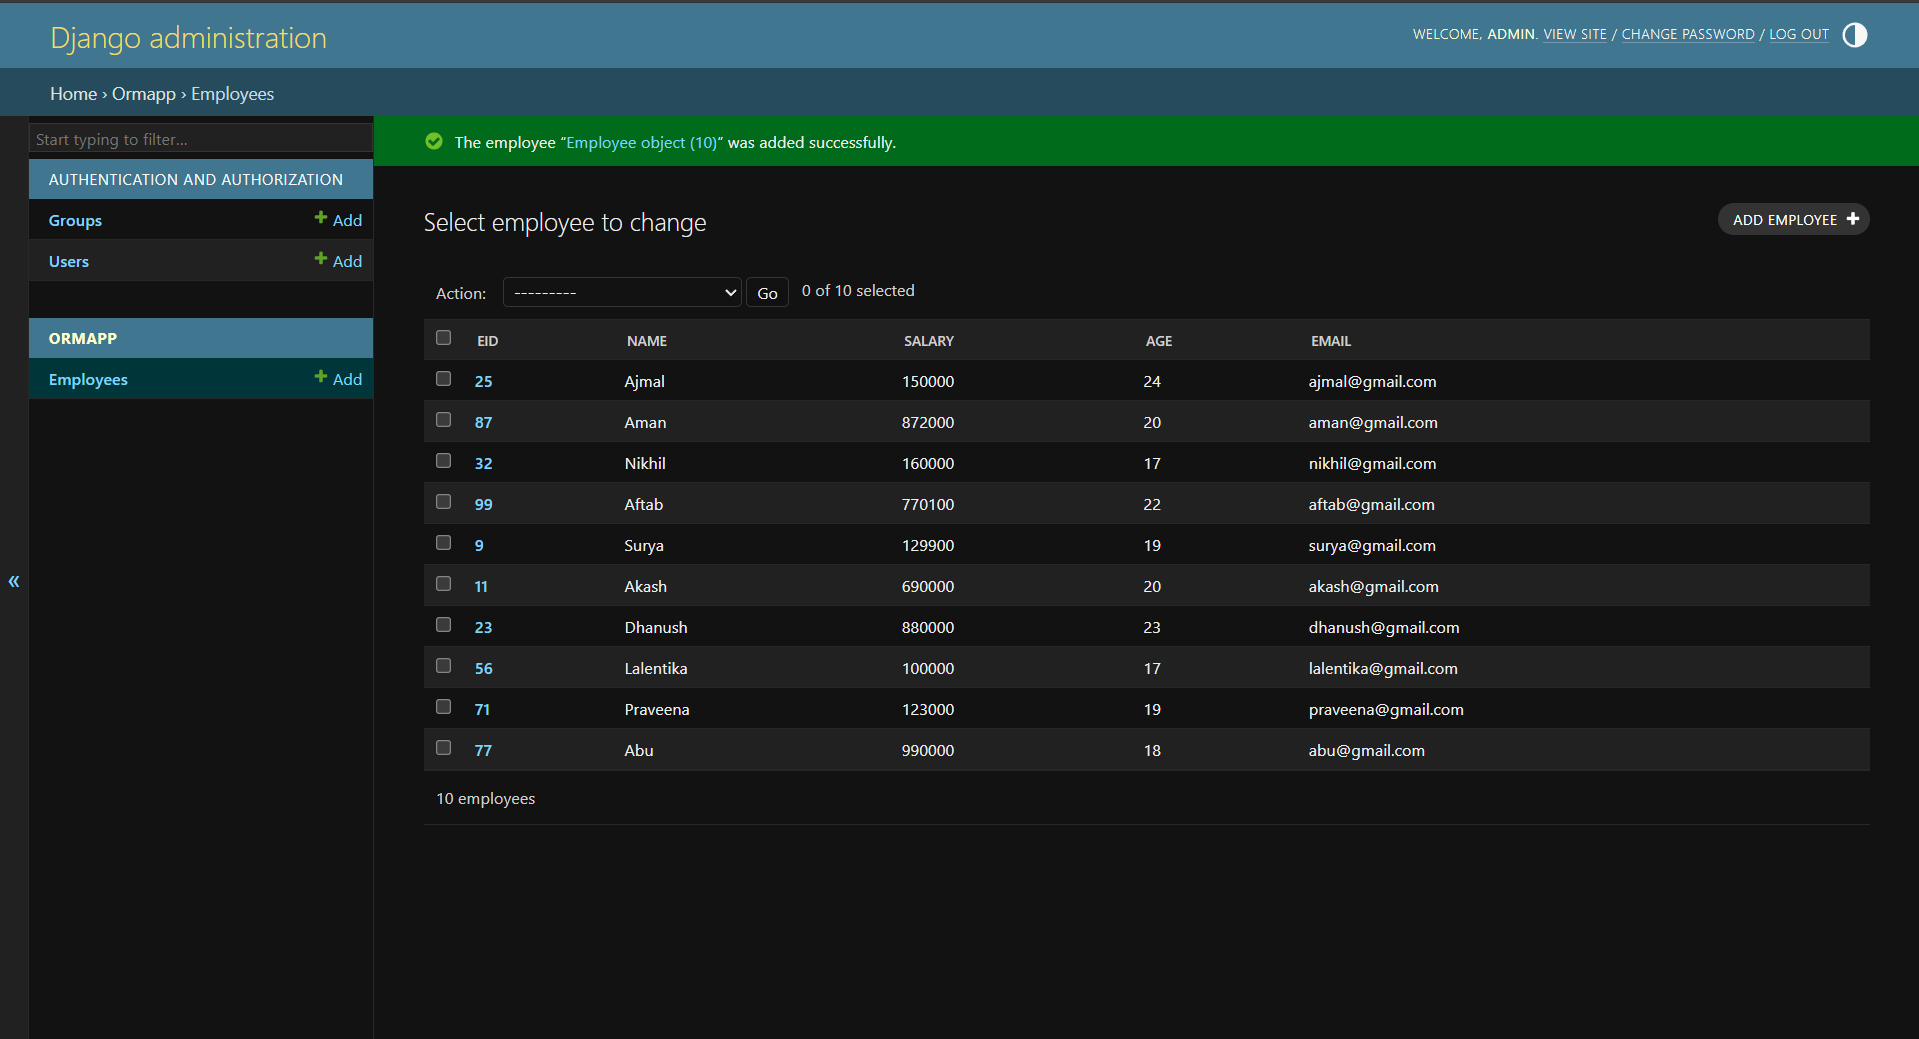 Django administration
WELCOME, ADMIN. VIEW SITE / CHANGE PASSWORD / LOG OUT
Home › Ormapp › Employees
Start typing to filter...
AUTHENTICATION AND AUTHORIZATION
Groups + Add
Users + Add
ORMAPP
Employees + Add
«
The employee “Employee object (10)” was added successfully.
Select employee to change
ADD EMPLOYEE +
Action: --------- Go 0 of 10 selected
EID NAME SALARY AGE EMAIL
25 Ajmal 150000 24 ajmal@gmail.com
87 Aman 872000 20 aman@gmail.com
32 Nikhil 160000 17 nikhil@gmail.com
99 Aftab 770100 22 aftab@gmail.com
9 Surya 129900 19 surya@gmail.com
11 Akash 690000 20 akash@gmail.com
23 Dhanush 880000 23 dhanush@gmail.com
56 Lalentika 100000 17 lalentika@gmail.com
71 Praveena 123000 19 praveena@gmail.com
77 Abu 990000 18 abu@gmail.com
10 employees